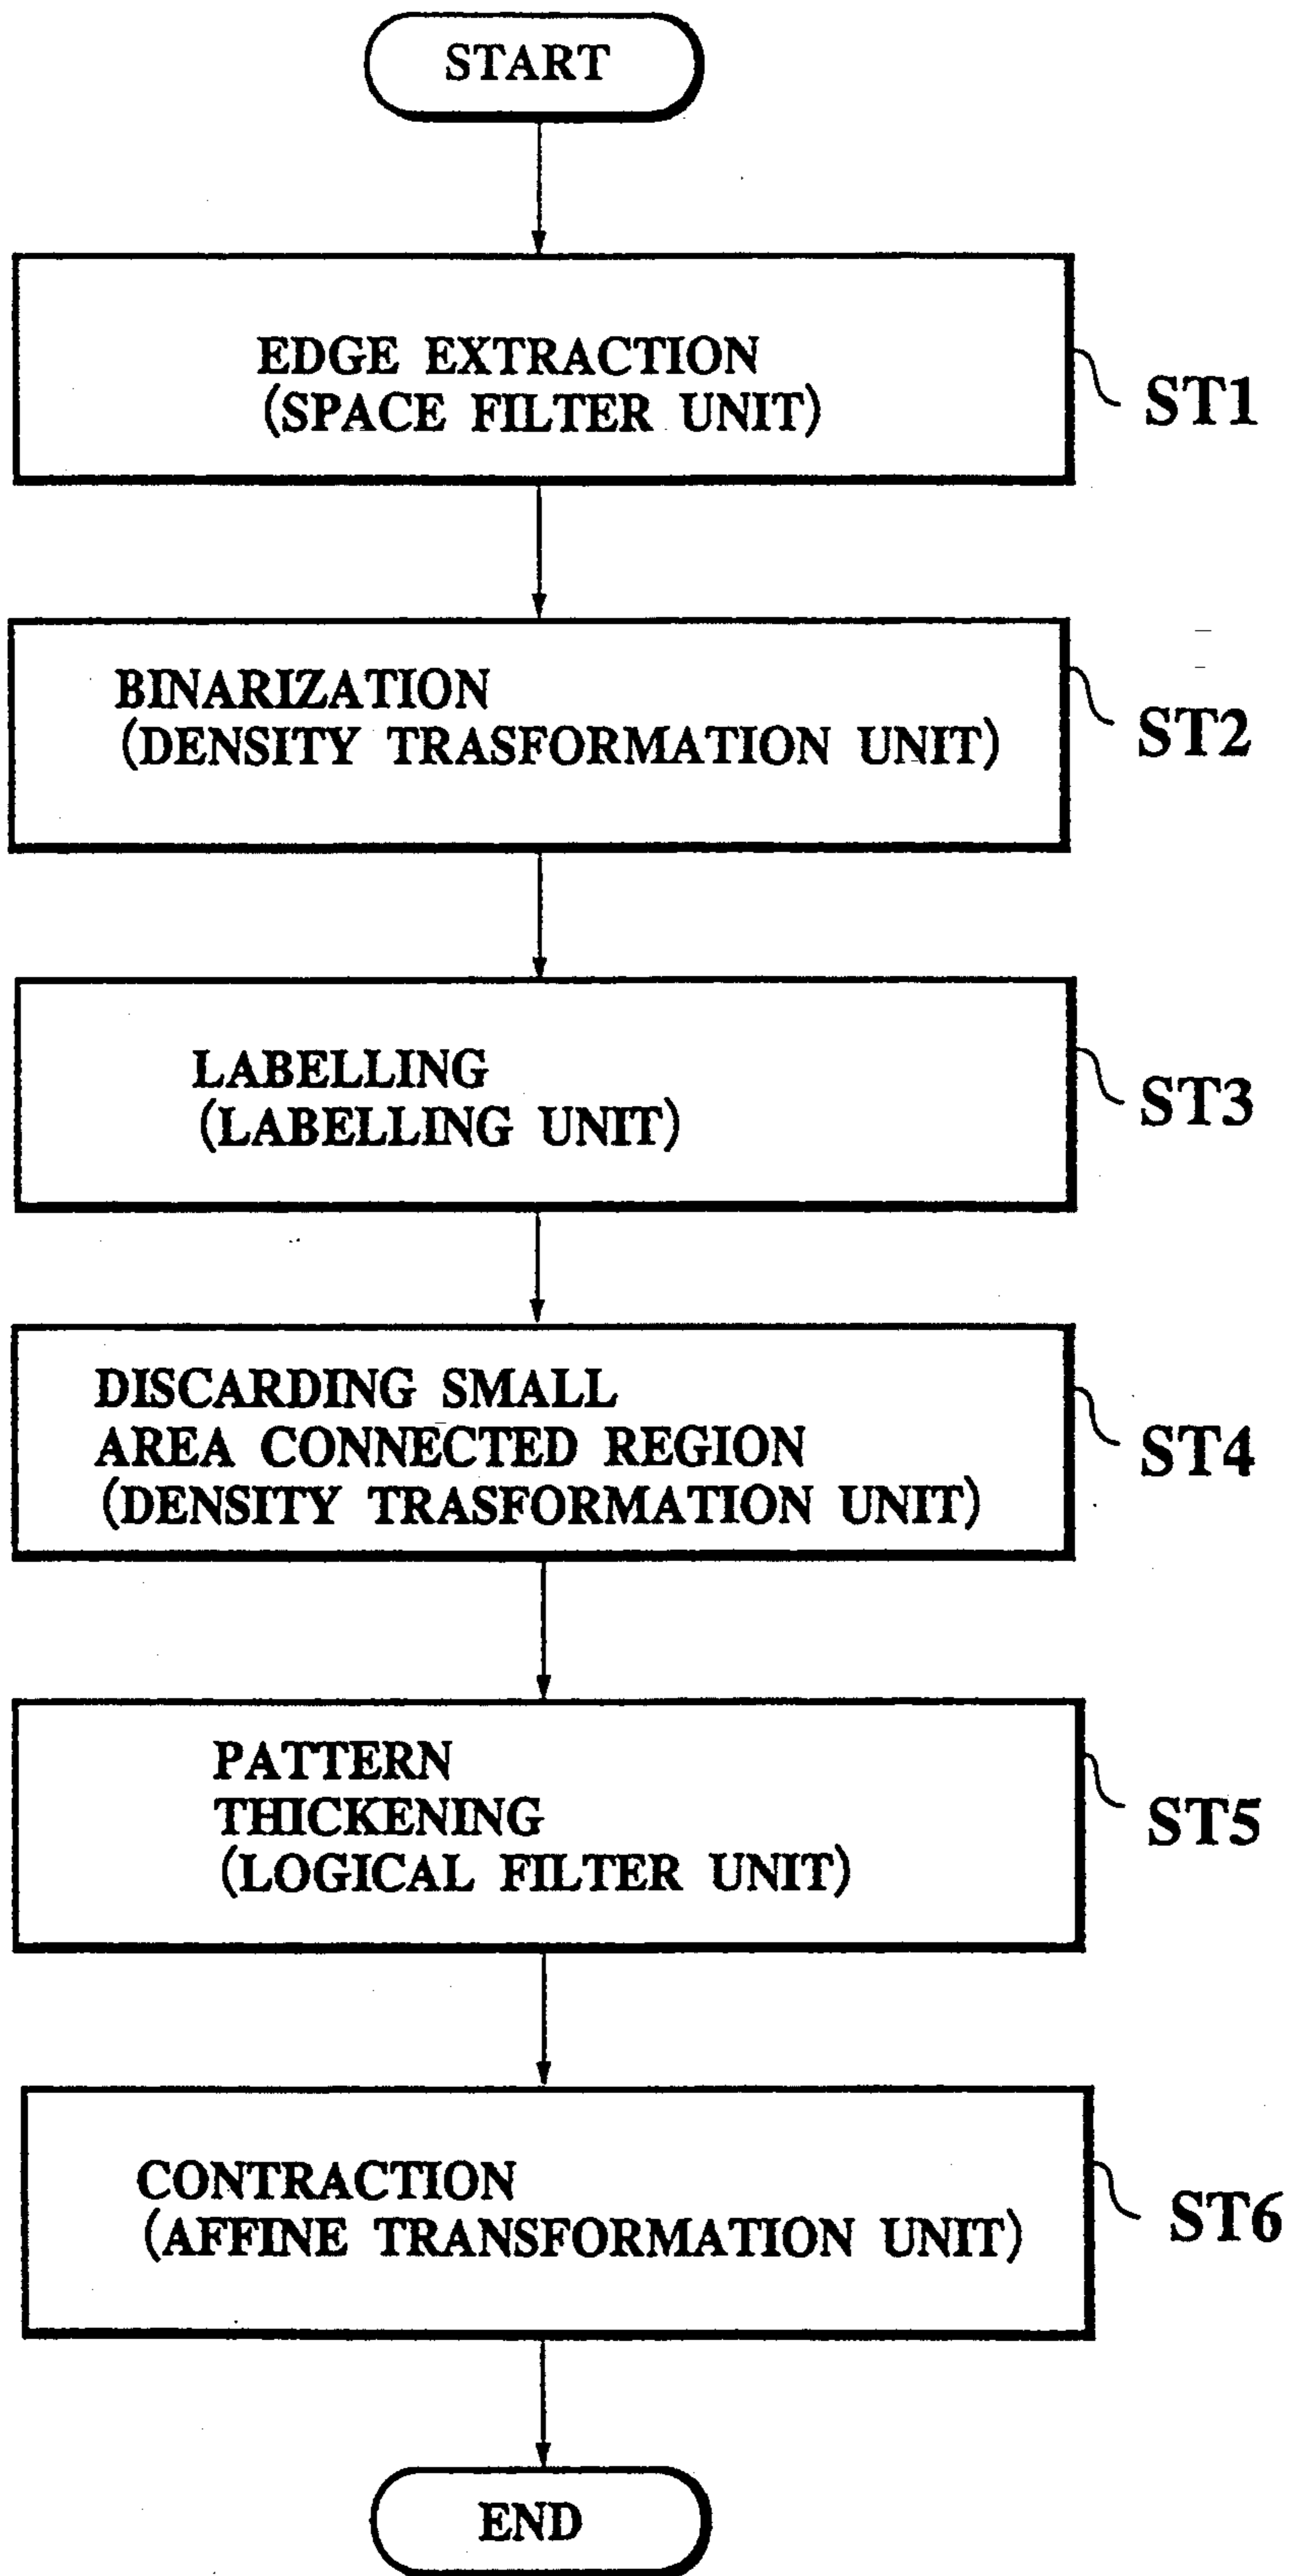 START
EDGE EXTRACTION
(SPACE FILTER UNIT)
ST1
BINARIZATION
(DENSITY TRASFORMATION UNIT)
ST2
LABELLING
(LABELLING UNIT)
ST3
DISCARDING SMALL
AREA CONNECTED REGION
(DENSITY TRASFORMATION UNIT)
ST4
PATTERN
THICKENING
(LOGICAL FILTER UNIT)
ST5
CONTRACTION
(AFFINE TRANSFORMATION UNIT)
ST6
END